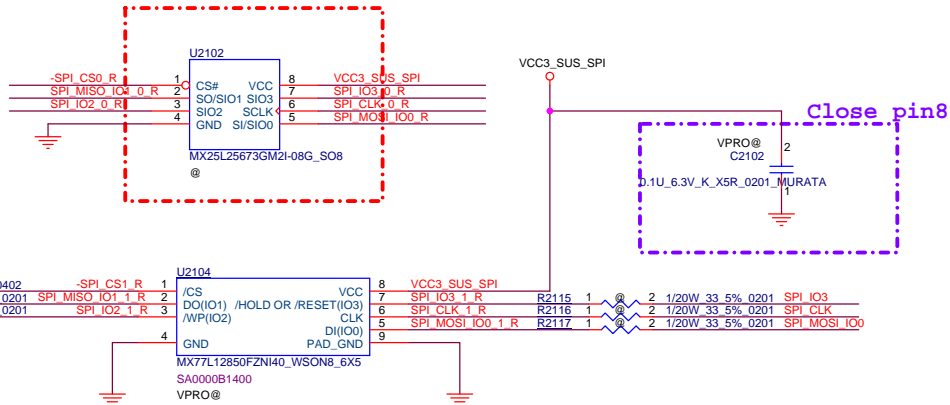 U2102
-SPI_CS0_R 1 CS# VCC 8 VCC3_SUS_SPI
SPI_MISO_IO1_0_R 2 SO/SIO1 SIO3 7 SPI_IO3_0_R
SPI_IO2_0_R 3 SIO2 SCLK 6 SPI_CLK_0_R
4 GND SI/SIO0 5 SPI_MOSI_IO0_R
MX25L25673GM2I-08G_SO8
@
VCC3_SUS_SPI
Close pin8
VPRO@ 2
C2102
0.1U_6.3V_K_X5R_0201_MURATA
1
U2104
0402 -SPI_CS1_R 1 /CS VCC 8 VCC3_SUS_SPI
_0201 SPI_MISO_IO1_1_R 2 DO(IO1) /HOLD OR /RESET(IO3) 7 SPI_IO3_1_R R2115 1 @ 2 1/20W_33_5%_0201 SPI_IO3
_0201 SPI_IO2_1_R 3 /WP(IO2) CLK 6 SPI_CLK_1_R R2116 1 @ 2 1/20W_33_5%_0201 SPI_CLK
DI(IO0) 5 SPI_MOSI_IO0_1_R R2117 1 @ 2 1/20W_33_5%_0201 SPI_MOSI_IO0
4 GND PAD_GND 9
MX77L12850FZNI40_WSON8_6X5
SA0000B1400
VPRO@